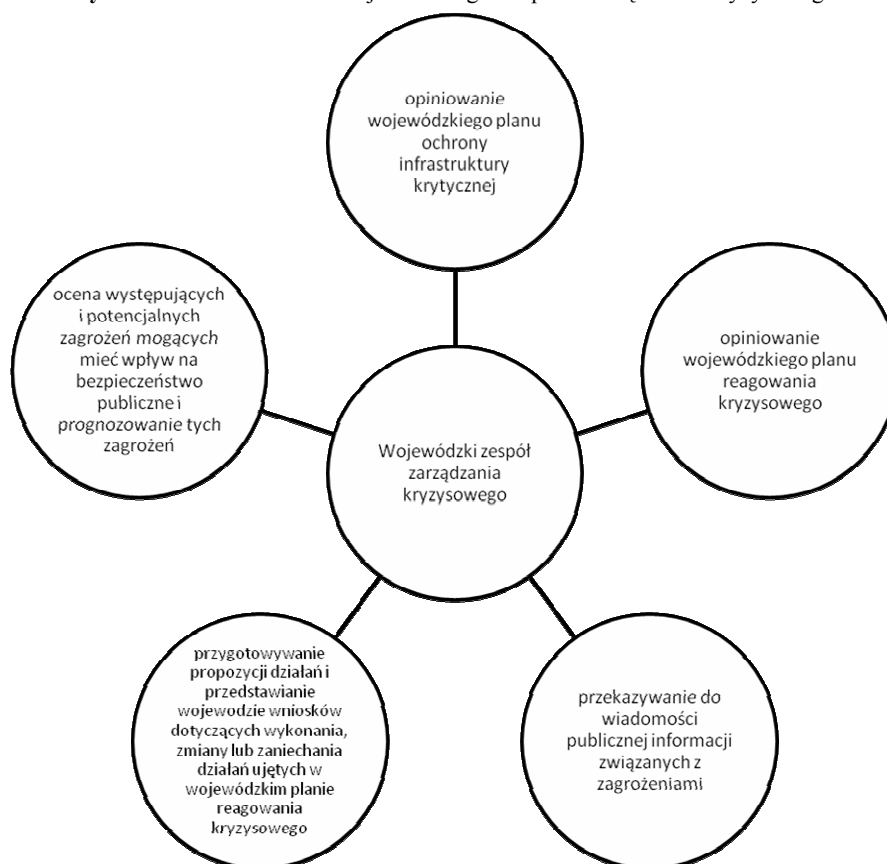 opiniowanie
wojewódzkiego planu
ochrony
infrastruktury
krytycznej
ocena występujących
i potencjalnych
zagrożeń mogących
mieć wpływ na
bezpieczeństwo
publiczne i
prognozowanie tych
zagrożeń
opiniowanie
wojewódzkiego planu
reagowania
kryzysowego
Wojewódzki zespół
zarządzania
kryzysowego
przygotowywanie
propozycji działań i
przedstawianie
wojewodzie wniosków
dotyczących wykonania,
zmiany lub zaniechania
działań ujętych w
wojewódzkim planie
reagowania
kryzysowego
przekazywanie do
wiadomości
publicznej informacji
związanych z
zagrożeniami